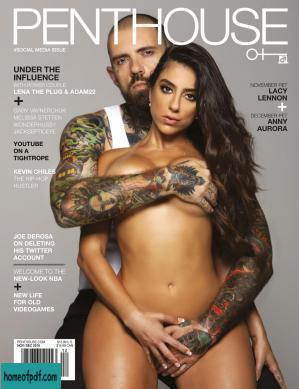 PENTHOUSE
#SOCIAL MEDIA ISSUE
UNDER THE
INFLUENCE
WITH POWER COUPLE
LENA THE PLUG & ADAM22
+
GARY VAYNERCHUK
MELISSA STETTEN
WONDERHUSSY
JACKSEPTICEYE
YOUTUBE
ON A
TIGHTROPE
KEVIN CHILES
THE HIP-HOP
HUSTLER
JOE DEROSA
ON DELETING
HIS TWITTER
ACCOUNT
WELCOME TO THE
NEW-LOOK NBA
+
NEW LIFE
FOR OLD
VIDEOGAMES
NOVEMBER PET
LACY
LENNON
+
DECEMBER PET
ANNY
AURORA
PENTHOUSE.COM
NOV/DEC 2019
homeofpdf.com